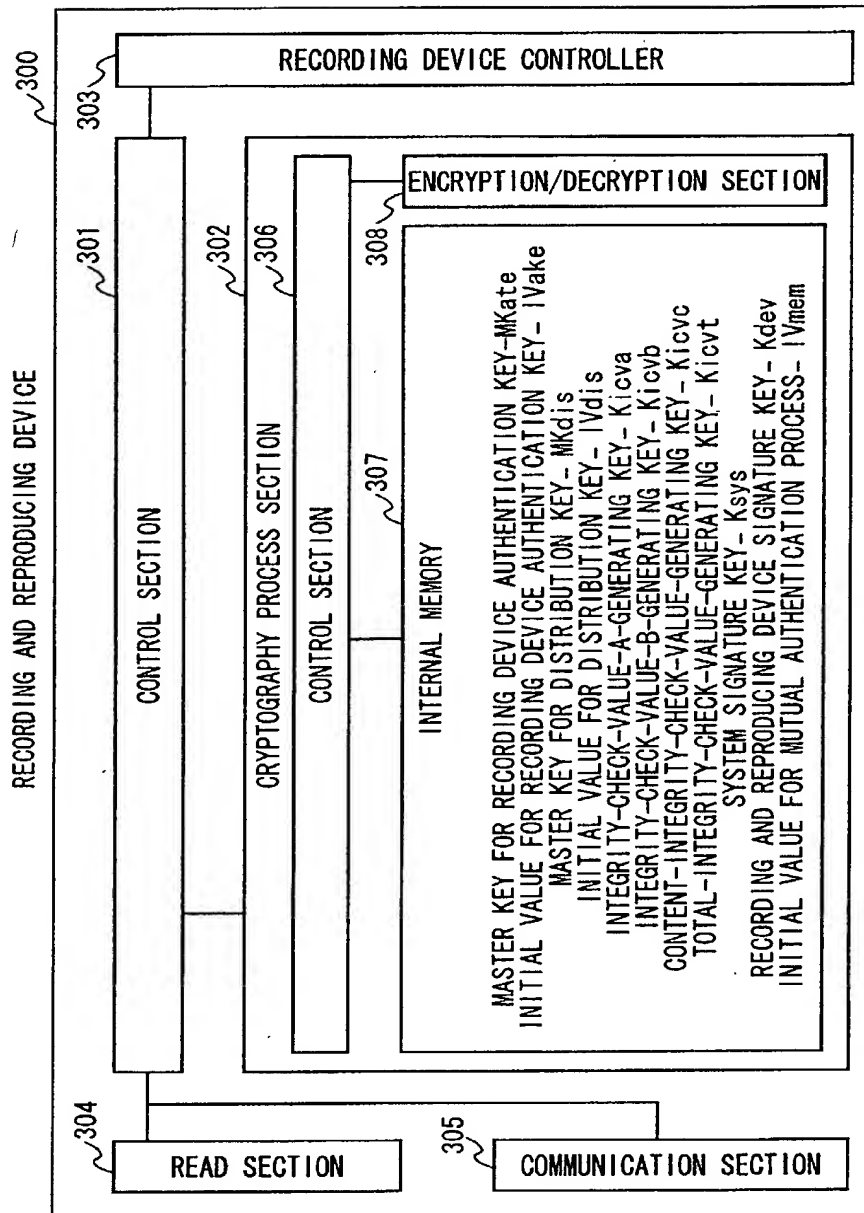 RECORDING AND REPRODUCING DEVICE
300
301
CONTROL SECTION
303
RECORDING DEVICE CONTROLLER
302
CRYPTOGRAPHY PROCESS SECTION
306
CONTROL SECTION
307
INTERNAL MEMORY
MASTER KEY FOR RECORDING DEVICE AUTHENTICATION KEY-MKate
INITIAL VALUE FOR RECORDING DEVICE AUTHENTICATION KEY- IVake
MASTER KEY FOR DISTRIBUTION KEY- MKdis
INITIAL VALUE FOR DISTRIBUTION KEY- IVdis
INTEGRITY-CHECK-VALUE-A-GENERATING KEY- Kicva
INTEGRITY-CHECK-VALUE-B-GENERATING KEY- Kicvb
CONTENT-INTEGRITY-CHECK-VALUE-GENERATING KEY- Kicvc
TOTAL-INTEGRITY-CHECK-VALUE-GENERATING KEY- Kicvt
SYSTEM SIGNATURE KEY- Ksys
RECORDING AND REPRODUCING DEVICE SIGNATURE KEY- Kdev
INITIAL VALUE FOR MUTUAL AUTHENTICATION PROCESS- IVmem
308
ENCRYPTION/DECRYPTION SECTION
304
READ SECTION
305
COMMUNICATION SECTION